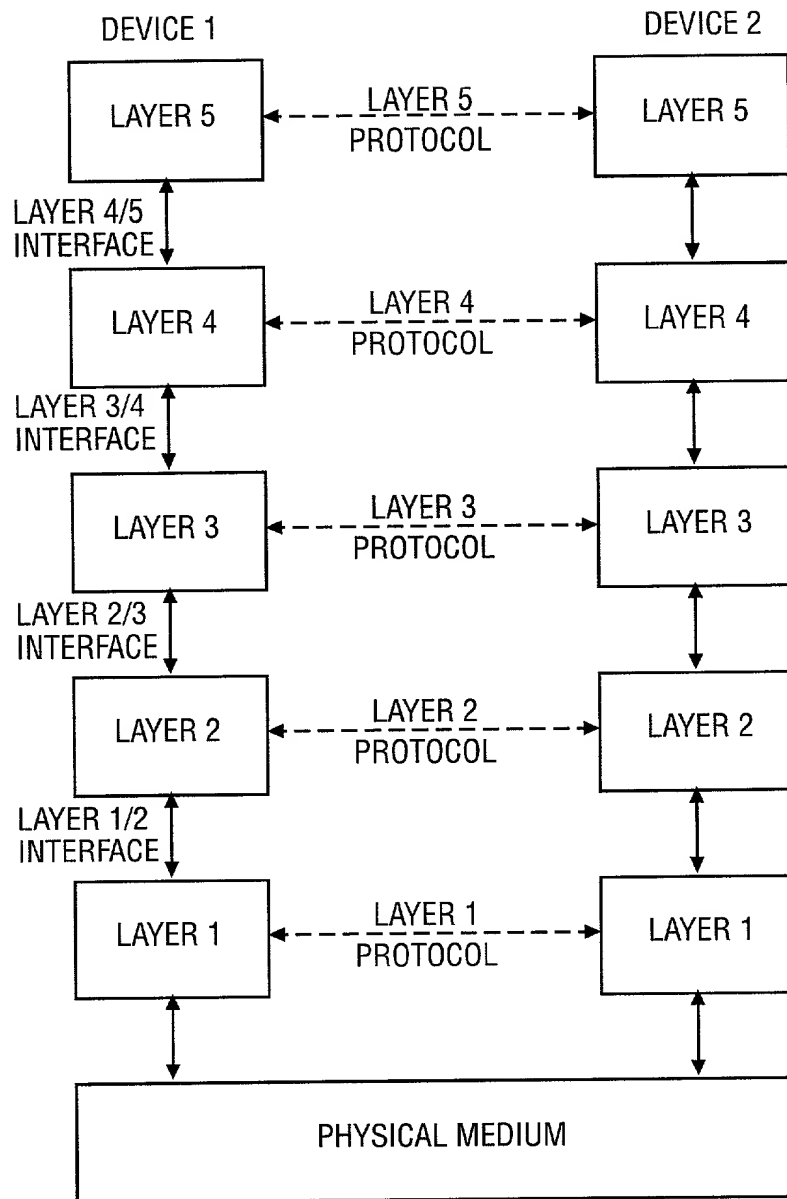 DEVICE 1
DEVICE 2
LAYER 5
LAYER 5
PROTOCOL
LAYER 5
LAYER 4/5
INTERFACE
LAYER 4
LAYER 4
PROTOCOL
LAYER 4
LAYER 3/4
INTERFACE
LAYER 3
LAYER 3
PROTOCOL
LAYER 3
LAYER 2/3
INTERFACE
LAYER 2
LAYER 2
PROTOCOL
LAYER 2
LAYER 1/2
INTERFACE
LAYER 1
LAYER 1
PROTOCOL
LAYER 1
PHYSICAL MEDIUM